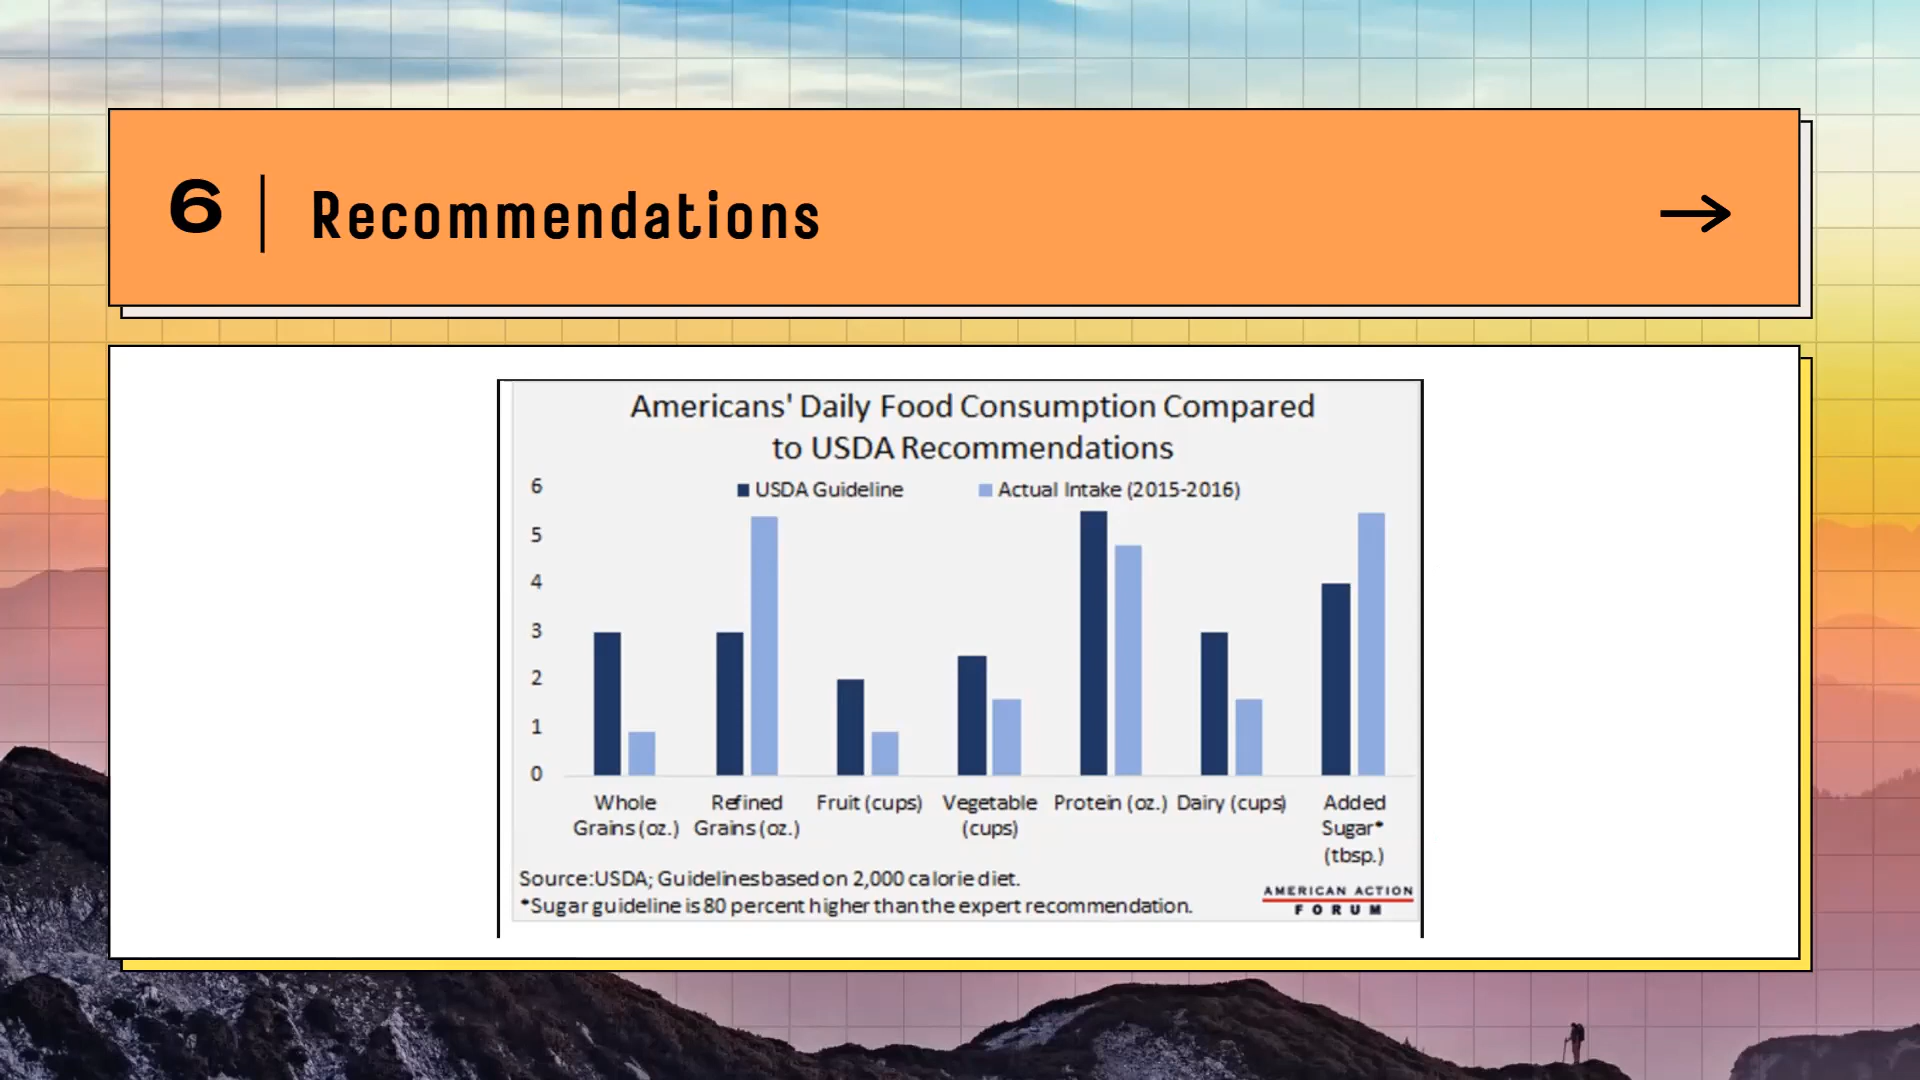 6 Recommendations
Americans' Daily Food Consumption Compared
to USDA Recommendations
USDA Guideline Actual Intake (2015-2016)
6
5
4
3
2
1
0
Whole Grains (oz.)
Refined Grains (oz.)
Fruit (cups)
Vegetable (cups)
Protein (oz.)
Dairy (cups)
Added Sugar* (tbsp.)
Source:USDA; Guidelines based on 2,000 calorie diet.
*Sugar guideline is 80 percent higher than the expert recommendation.
AMERICAN ACTION
FORUM